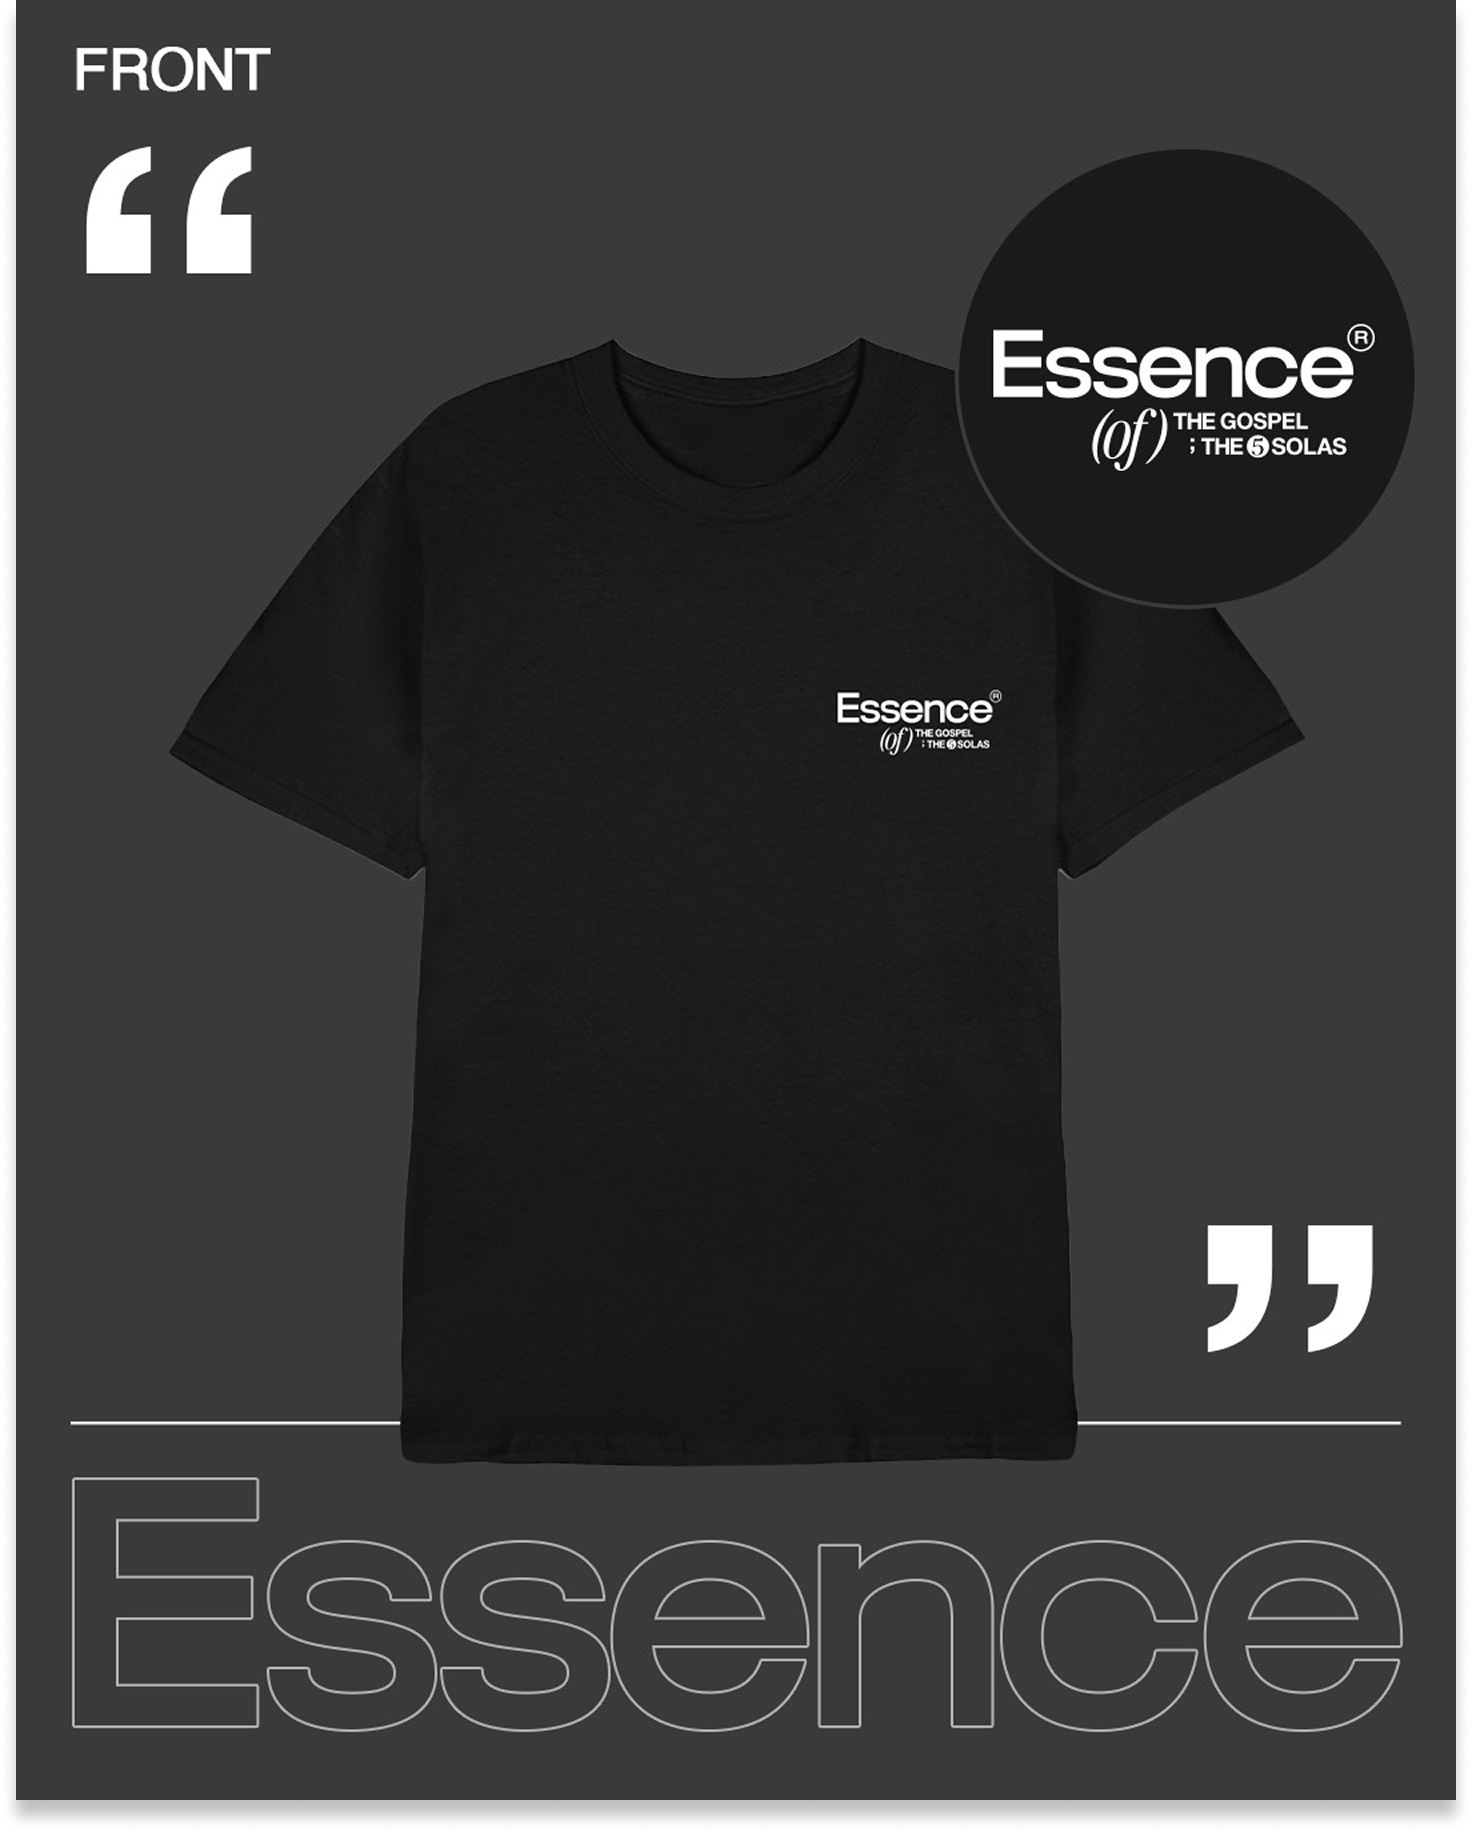 FRONT
“
Essence®
(of) THE GOSPEL
; THE 5 SOLAS
Essence®
(of) THE GOSPEL
; THE 5 SOLAS
”
Essence